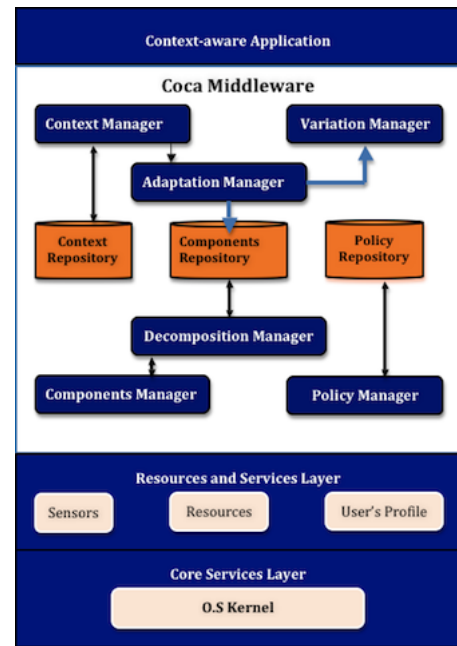 Context-aware Application
Coca Middleware
Context Manager
Variation Manager
Adaptation Manager
Context
Repository
Components
Repository
Policy
Repository
Decomposition Manager
Components Manager
Policy Manager
Resources and Services Layer
Sensors
Resources
User's Profile
Core Services Layer
O.S Kernel